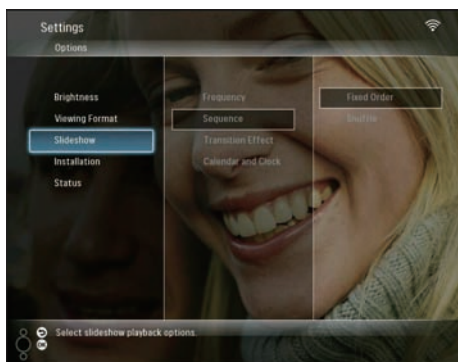 Settings
Options
Brightness
Viewing Format
Slideshow
Installation
Status
Frequency
Sequence
Transition Effect
Calendar and Clock
Fixed Order
Shuffle
Select slideshow playback options.
OK